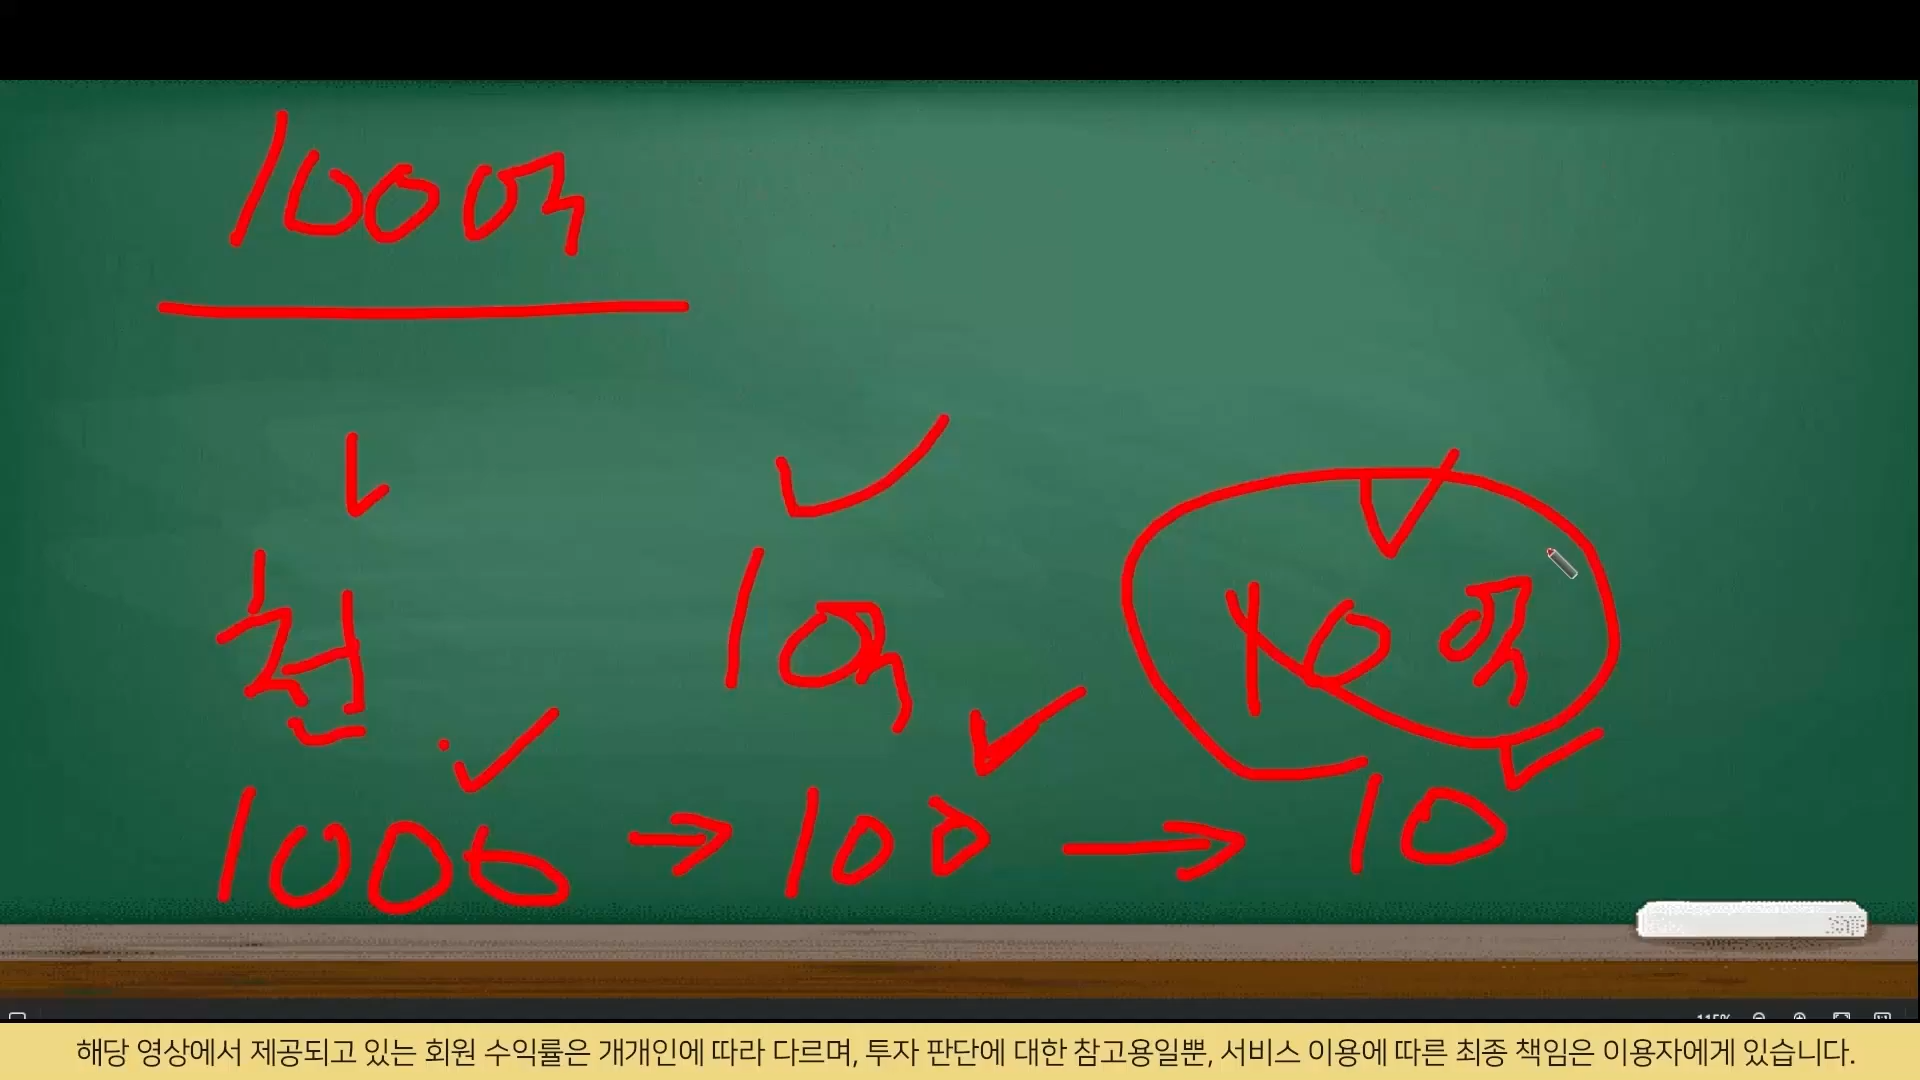 100억
천 1억 10억
1000 → 100 → 10
해당 영상에서 제공되고 있는 회원 수익률은 개개인에 따라 다르며, 투자 판단에 대한 참고용일뿐, 서비스 이용에 따른 최종 책임은 이용자에게 있습니다.